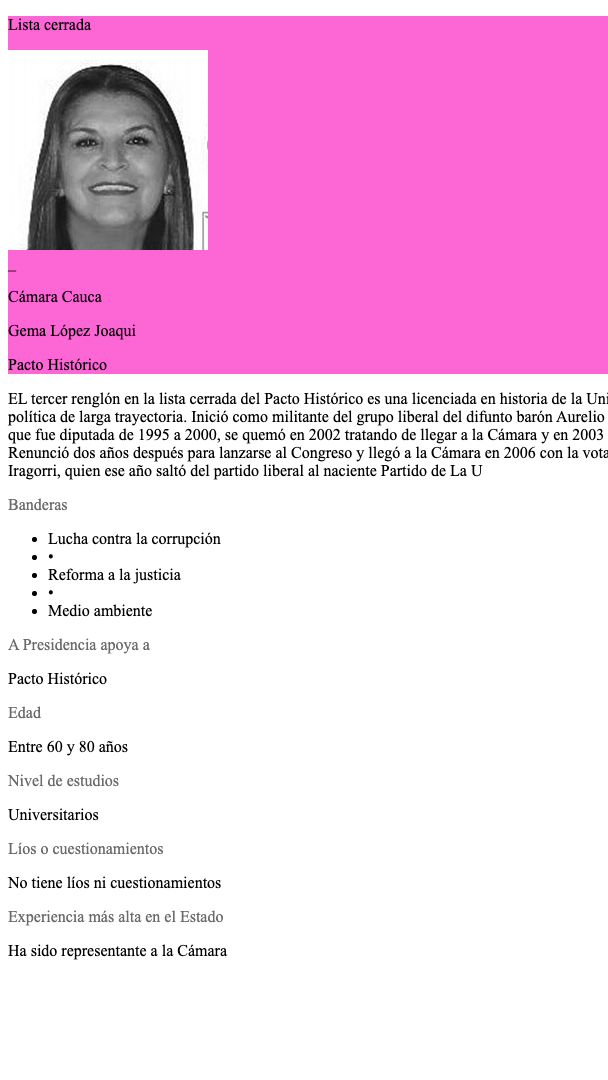 Lista cerrada
_
Cámara Cauca
Gema López Joaqui
Pacto Histórico
EL tercer renglón en la lista cerrada del Pacto Histórico es una licenciada en historia de la Uni
política de larga trayectoria. Inició como militante del grupo liberal del difunto barón Aurelio
que fue diputada de 1995 a 2000, se quemó en 2002 tratando de llegar a la Cámara y en 2003
Renunció dos años después para lanzarse al Congreso y llegó a la Cámara en 2006 con la vota
Iragorri, quien ese año saltó del partido liberal al naciente Partido de La U
Banderas
• Lucha contra la corrupción
• •
• Reforma a la justicia
• •
• Medio ambiente
A Presidencia apoya a
Pacto Histórico
Edad
Entre 60 y 80 años
Nivel de estudios
Universitarios
Líos o cuestionamientos
No tiene líos ni cuestionamientos
Experiencia más alta en el Estado
Ha sido representante a la Cámara